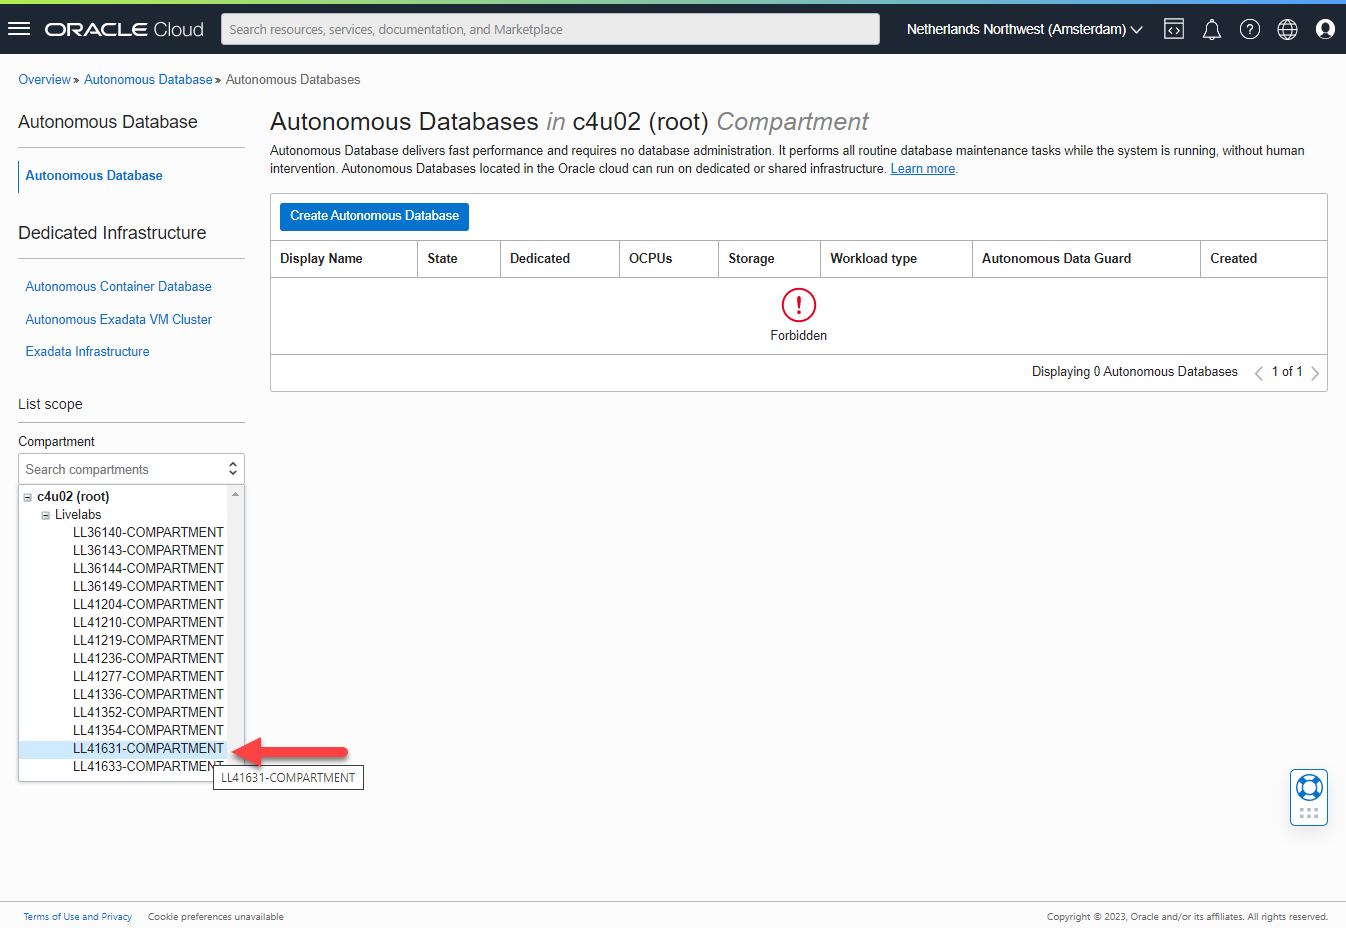 ORACLE Cloud
Search resources, services, documentation, and Marketplace
Netherlands Northwest (Amsterdam)
Overview » Autonomous Database » Autonomous Databases
Autonomous Database
Autonomous Database
Dedicated Infrastructure
Autonomous Container Database
Autonomous Exadata VM Cluster
Exadata Infrastructure
List scope
Compartment
Search compartments
c4u02 (root)
Livelabs
LL36140-COMPARTMENT
LL36143-COMPARTMENT
LL36144-COMPARTMENT
LL36149-COMPARTMENT
LL41204-COMPARTMENT
LL41210-COMPARTMENT
LL41219-COMPARTMENT
LL41236-COMPARTMENT
LL41277-COMPARTMENT
LL41336-COMPARTMENT
LL41352-COMPARTMENT
LL41354-COMPARTMENT
LL41631-COMPARTMENT
LL41633-COMPARTMENT
LL41631-COMPARTMENT
Autonomous Databases in c4u02 (root) Compartment
Autonomous Database delivers fast performance and requires no database administration. It performs all routine database maintenance tasks while the system is running, without human
intervention. Autonomous Databases located in the Oracle cloud can run on dedicated or shared infrastructure. Learn more.
Create Autonomous Database
Display Name State Dedicated OCPUs Storage Workload type Autonomous Data Guard Created
Forbidden
Displaying 0 Autonomous Databases < 1 of 1 >
Terms of Use and Privacy Cookie preferences unavailable
Copyright © 2023, Oracle and/or its affiliates. All rights reserved.